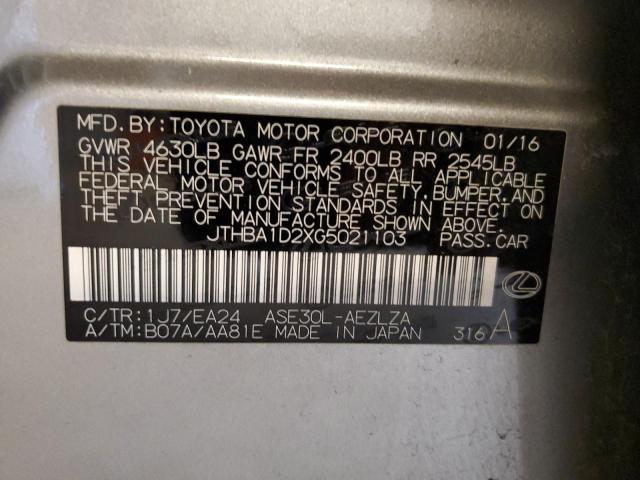 MFD. BY: TOYOTA MOTOR CORPORATION 01/16
GVWR 4630LB GAWR FR 2400LB RR 2545LB
THIS VEHICLE CONFORMS TO ALL APPLICABLE
FEDERAL MOTOR VEHICLE SAFETY, BUMPER, AND
THEFT PREVENTION STANDARDS IN EFFECT ON
THE DATE OF MANUFACTURE SHOWN ABOVE.
JTHBA1D2XG5021103 PASS.CAR
C/TR:1J7/EA24 ASE30L-AEZLZA
A/TM:B07A/AA81E MADE IN JAPAN 316A